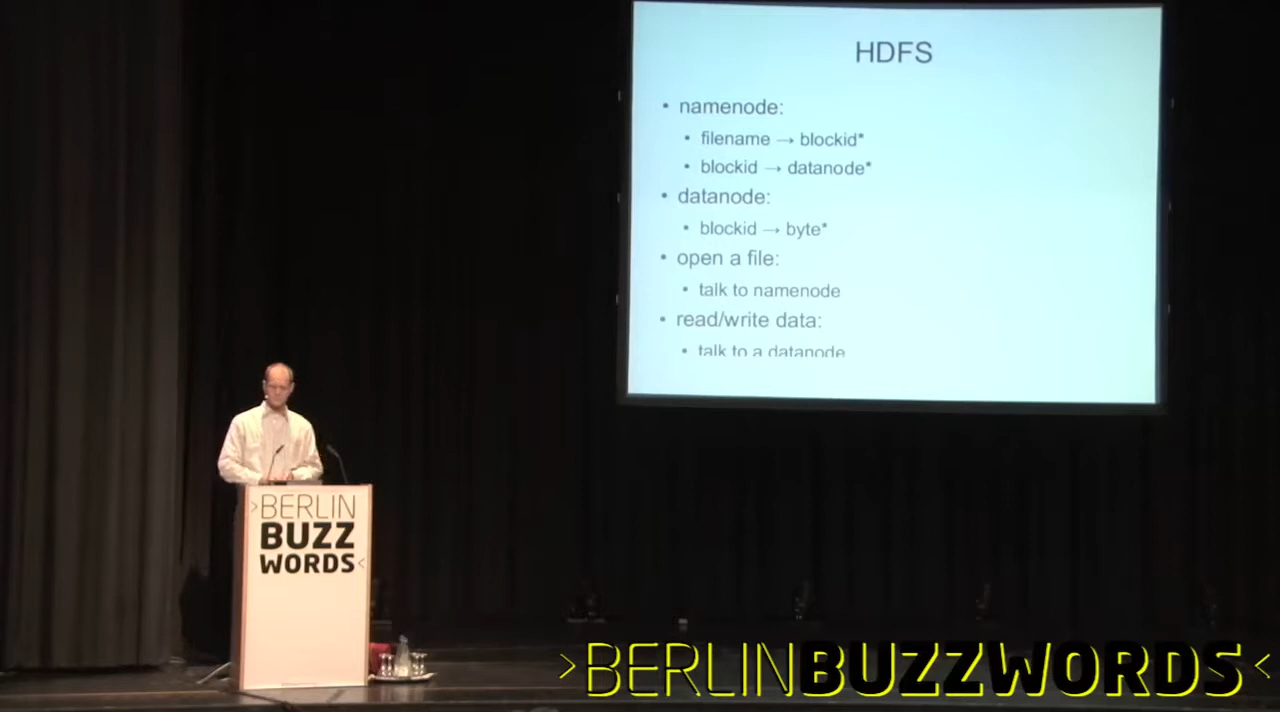 HDFS
• namenode:
• filename → blockid*
• blockid → datanode*
• datanode:
• blockid → byte*
• open a file:
• talk to namenode
• read/write data:
• talk to a datanode
>BERLIN
BUZZ
WORDS<
>BERLINBUZZWORDS<